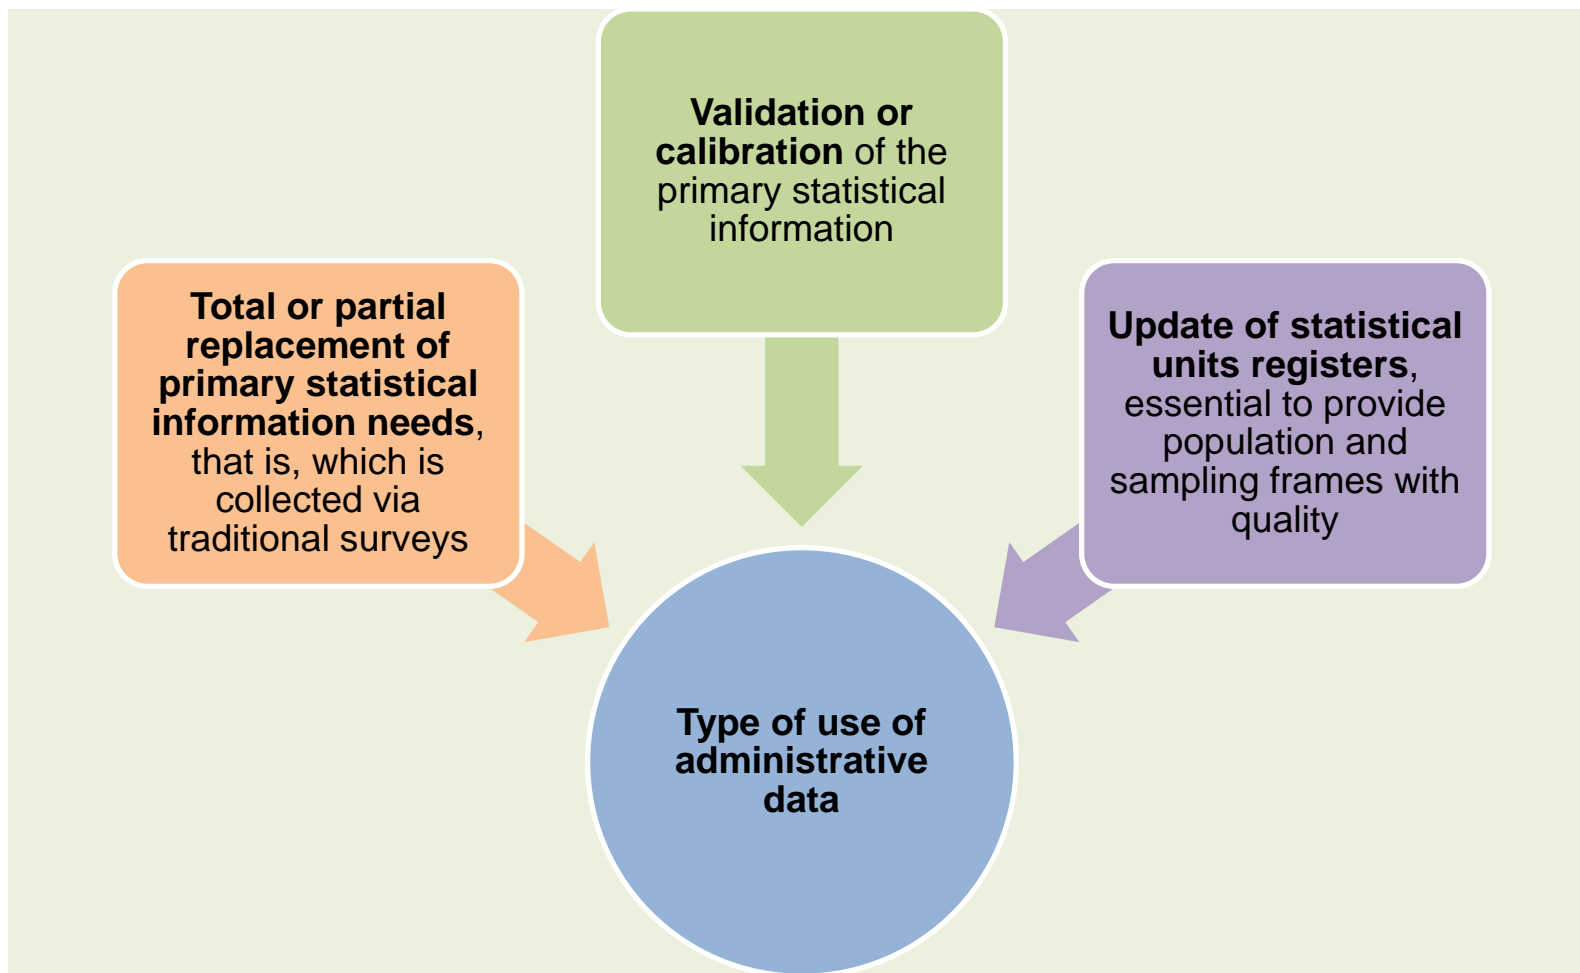 Validation or
calibration of the
primary statistical
information
Total or partial
replacement of
primary statistical
information needs,
that is, which is
collected via
traditional surveys
Update of statistical
units registers,
essential to provide
population and
sampling frames with
quality
Type of use of
administrative
data